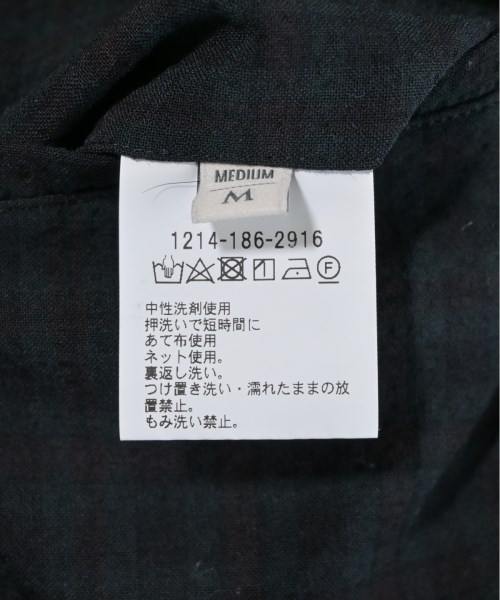 MEDIUM
M
1214-186-2916
F
中性洗剤使用
押洗いで短時間に
あて布使用
ネット使用。
裏返し洗い。
つけ置き洗い・濡れたままの放
置禁止。
もみ洗い禁止。